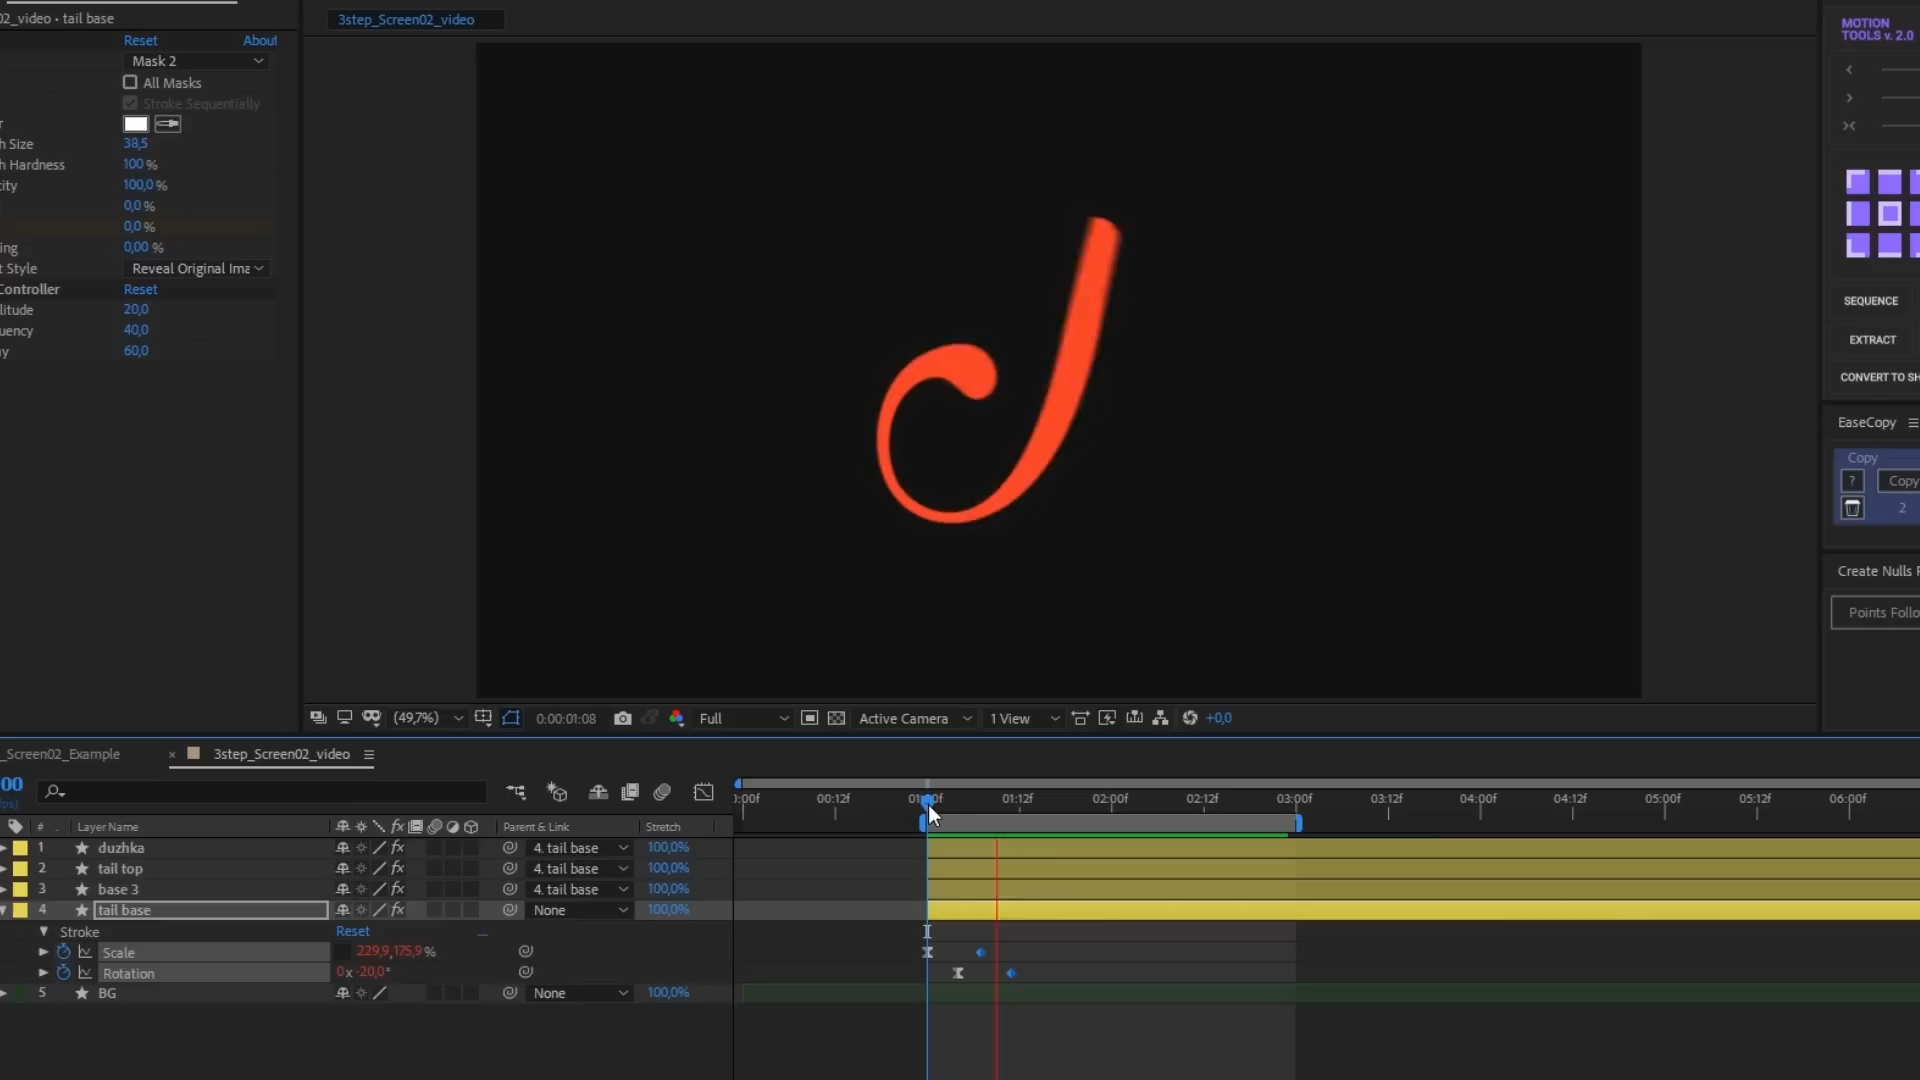 02_video • tail base
Reset About
Mask 2
All Masks
Stroke Sequentially
r
h Size 38,5
h Hardness 100 %
city 100,0 %
0,0 %
0,0 %
ing 0,00 %
t Style Reveal Original Ima
Controller Reset
litude 20,0
uency 40,0
y 60,0
3step_Screen02_video
MOTION
TOOLS v. 2.0
SEQUENCE
EXTRACT
CONVERT TO SH
EaseCopy
Copy
? Copy
2
Create Nulls F
Points Follo
(49,7%) 0:00:01:08 Full Active Camera 1 View +0,0
_Screen02_Example × 3step_Screen02_video
00
fps)
:00f 00:12f 01:00f 01:12f 02:00f 02:12f 03:00f 03:12f 04:00f 04:12f 05:00f 05:12f 06:00f
# Layer Name fx Parent & Link Stretch
1 duzhka fx 4. tail base 100,0%
2 tail top fx 4. tail base 100,0%
3 base 3 fx 4. tail base 100,0%
4 tail base fx None 100,0%
Stroke Reset
Scale 229,9,175,9 %
Rotation 0x-20,0°
5 BG None 100,0%